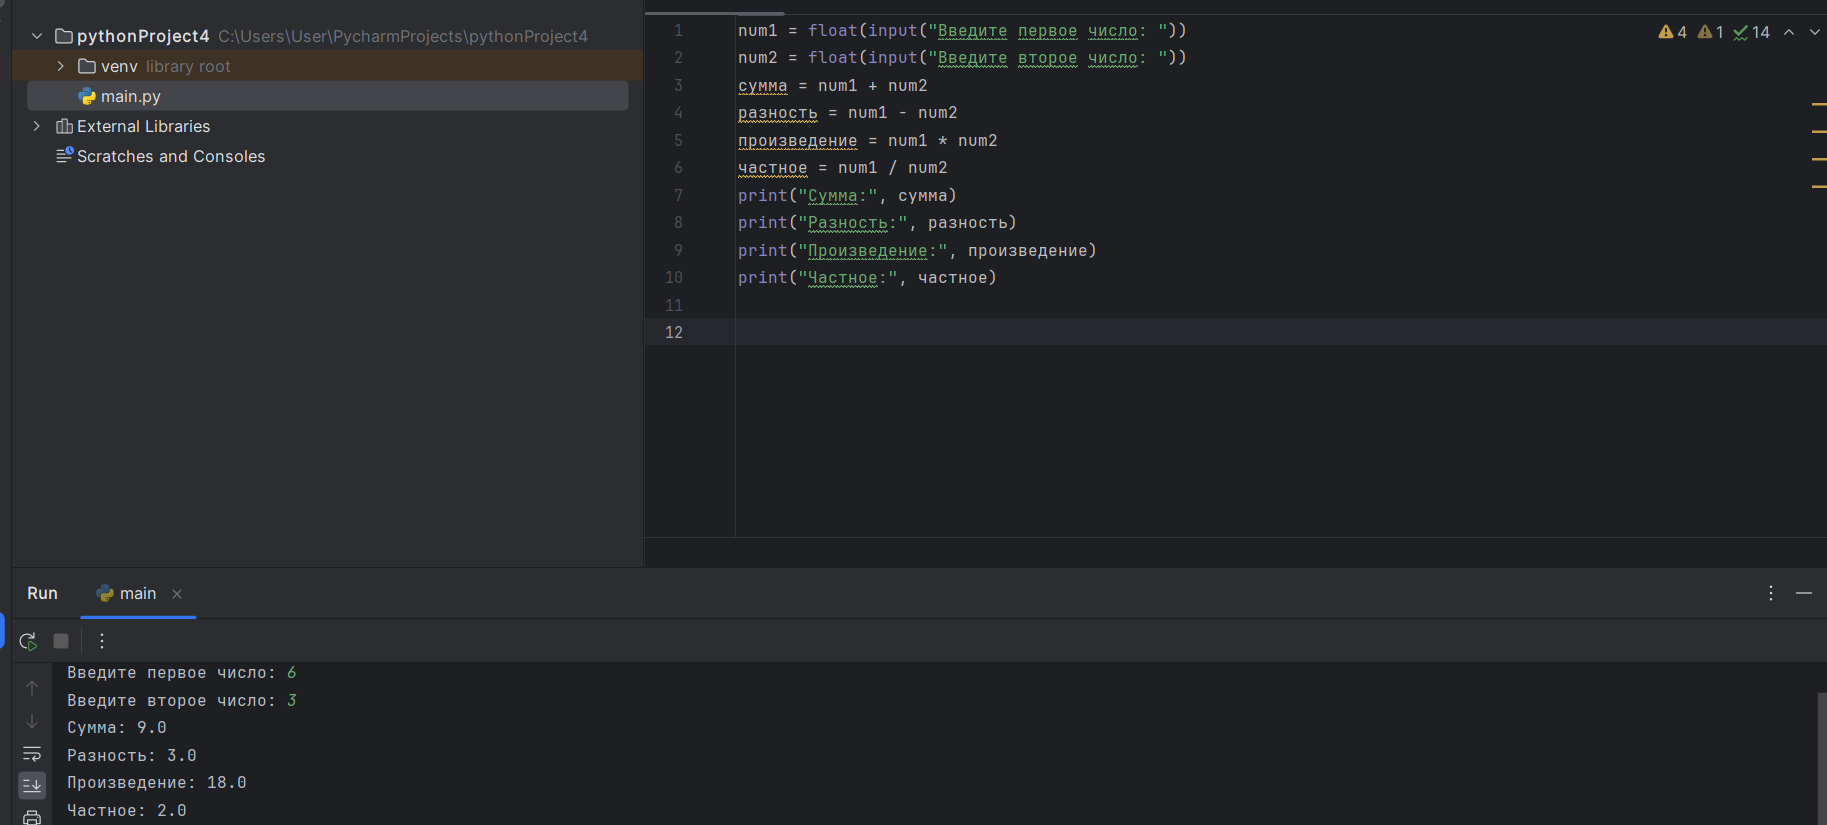 pythonProject4 C:\Users\User\PycharmProjects\pythonProject4
venv library root
main.py
External Libraries
Scratches and Consoles
4 1 14
1 num1 = float(input("Введите первое число: "))
2 num2 = float(input("Введите второе число: "))
3 сумма = num1 + num2
4 разность = num1 - num2
5 произведение = num1 * num2
6 частное = num1 / num2
7 print("Сумма:", сумма)
8 print("Разность:", разность)
9 print("Произведение:", произведение)
10 print("Частное:", частное)
11
12
Run main
Введите первое число: 6
Введите второе число: 3
Сумма: 9.0
Разность: 3.0
Произведение: 18.0
Частное: 2.0